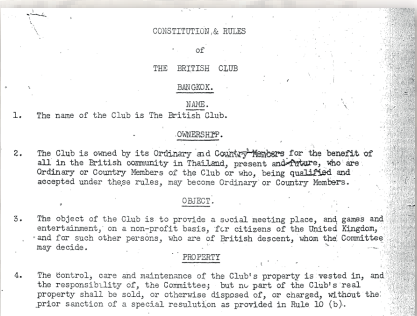 CONSTITUTION & RULES
of
THE BRITISH CLUB
BANGKOK.
NAME.
1. The name of the Club is The British Club.
OWNERSHIP.
2. The Club is owned by its Ordinary and Country Members for the benefit of
all in the British community in Thailand, present and future, who are
Ordinary or Country Members of the Club or who, being qualified and
accepted under these rules, may become Ordinary or Country Members.
OBJECT.
3. The object of the Club is to provide a social meeting place, and games and
entertainment, on a non-profit basis, for citizens of the United Kingdon,
and for such other persons, who are of British descent, whom the Committee
may decide.
PROPERTY
4. The control, care and maintenance of the Club's property is vested in, and
the responsibility of, the Committee; but no part of the Club's real
property shall be sold, or otherwise disposed of, or charged, without the
prior sanction of a special resulution as provided in Rule 10 (b).